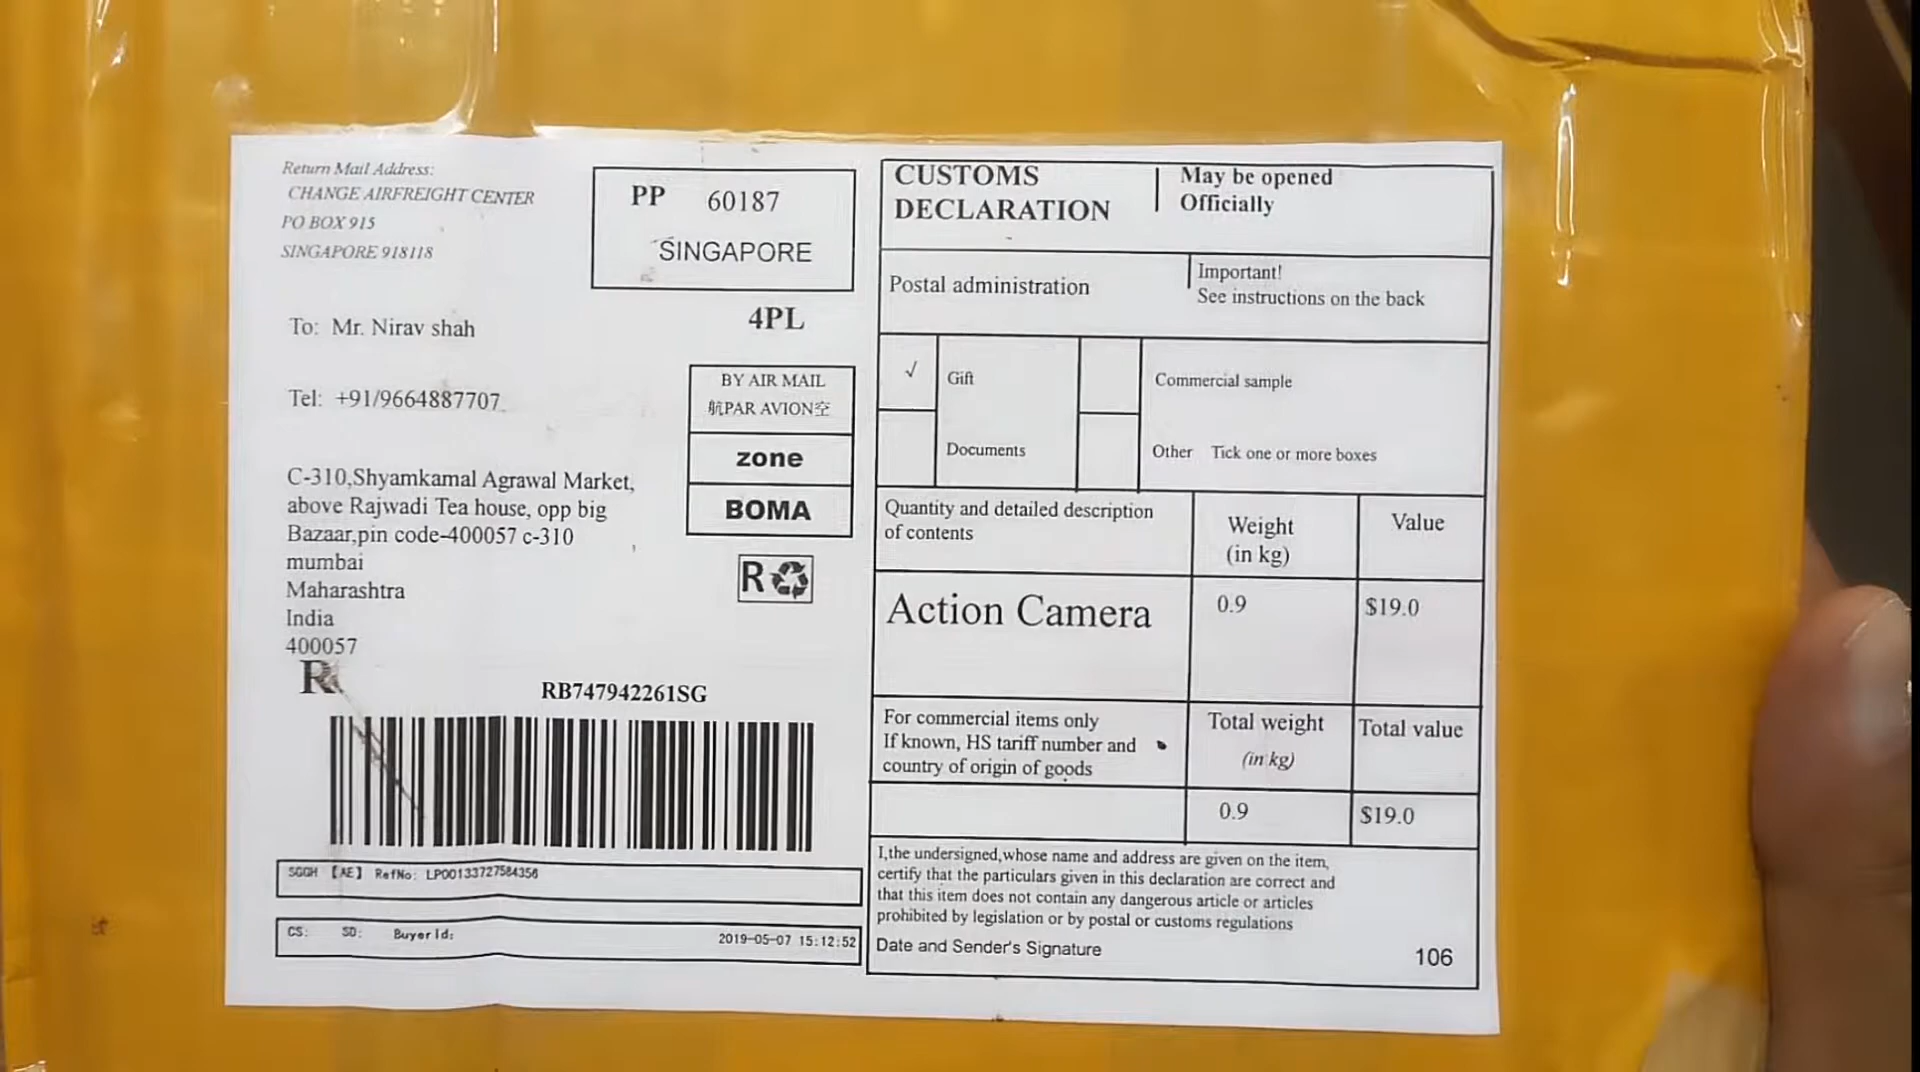 Return Mail Address:
CHANGE AIRFREIGHT CENTER
PO BOX 915
SINGAPORE 918118
PP 60187
SINGAPORE
4PL
To: Mr. Nirav shah
Tel: +91/9664887707
BY AIR MAIL
航PAR AVION空
zone
BOMA
R
C-310,Shyamkamal Agrawal Market,
above Rajwadi Tea house, opp big
Bazaar,pin code-400057 c-310
mumbai
Maharashtra
India
400057
R
RB747942261SG
SGGH 【AE】 RefNo: LP00133727584356
CS: SD: Buyer Id: 2019-05-07 15:12:52
CUSTOMS
DECLARATION
May be opened
Officially
Postal administration
Important!
See instructions on the back
√ Gift
Commercial sample
Documents
Other Tick one or more boxes
Quantity and detailed description
of contents
Weight
(in kg)
Value
Action Camera 0.9 $19.0
For commercial items only
If known, HS tariff number and
country of origin of goods
Total weight
(in kg)
Total value
0.9 $19.0
I,the undersigned,whose name and address are given on the item,
certify that the particulars given in this declaration are correct and
that this item does not contain any dangerous article or articles
prohibited by legislation or by postal or customs regulations
Date and Sender's Signature 106